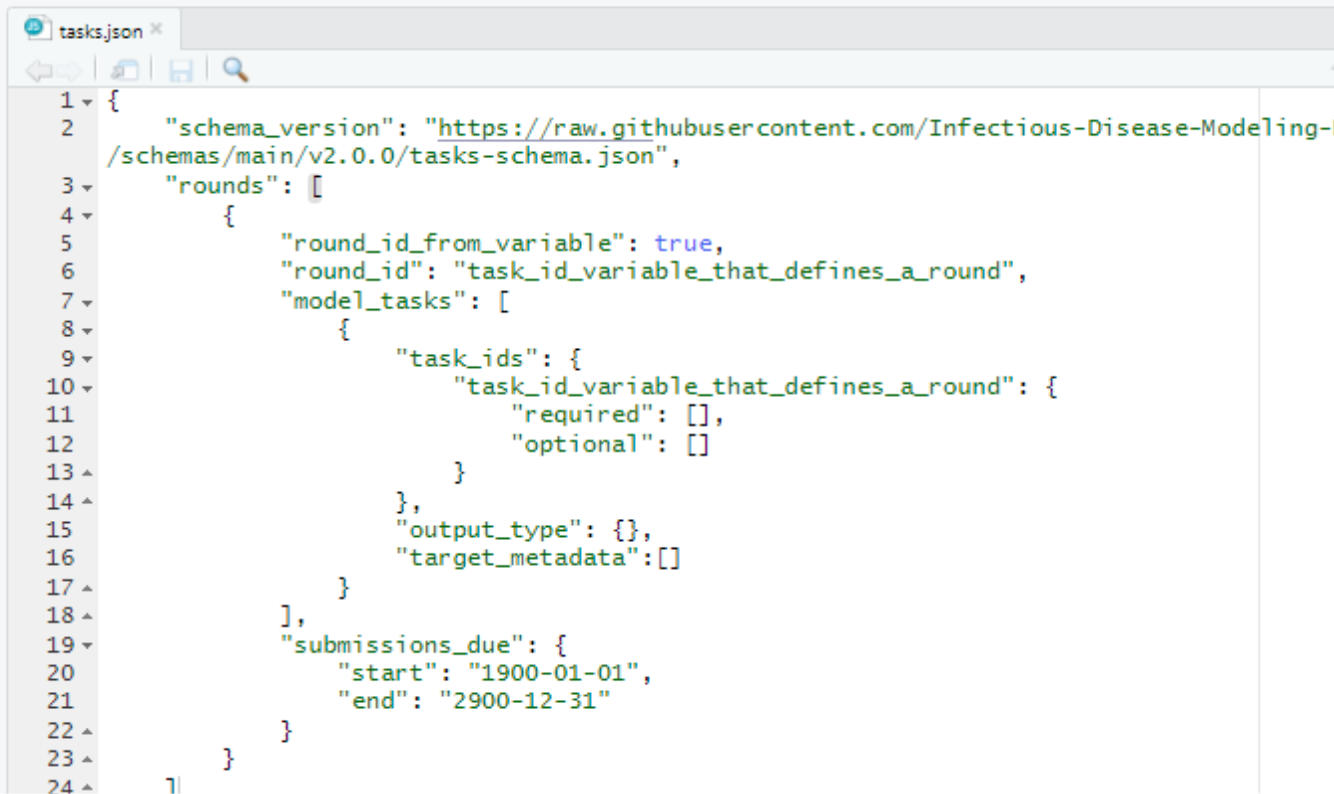 tasks.json
1 {
2 "schema_version": "https://raw.githubusercontent.com/Infectious-Disease-Modeling-
/schemas/main/v2.0.0/tasks-schema.json",
3 "rounds": [
4 {
5 "round_id_from_variable": true,
6 "round_id": "task_id_variable_that_defines_a_round",
7 "model_tasks": [
8 {
9 "task_ids": {
10 "task_id_variable_that_defines_a_round": {
11 "required": [],
12 "optional": []
13 }
14 },
15 "output_type": {},
16 "target_metadata":[]
17 }
18 ],
19 "submissions_due": {
20 "start": "1900-01-01",
21 "end": "2900-12-31"
22 }
23 }
24 ]